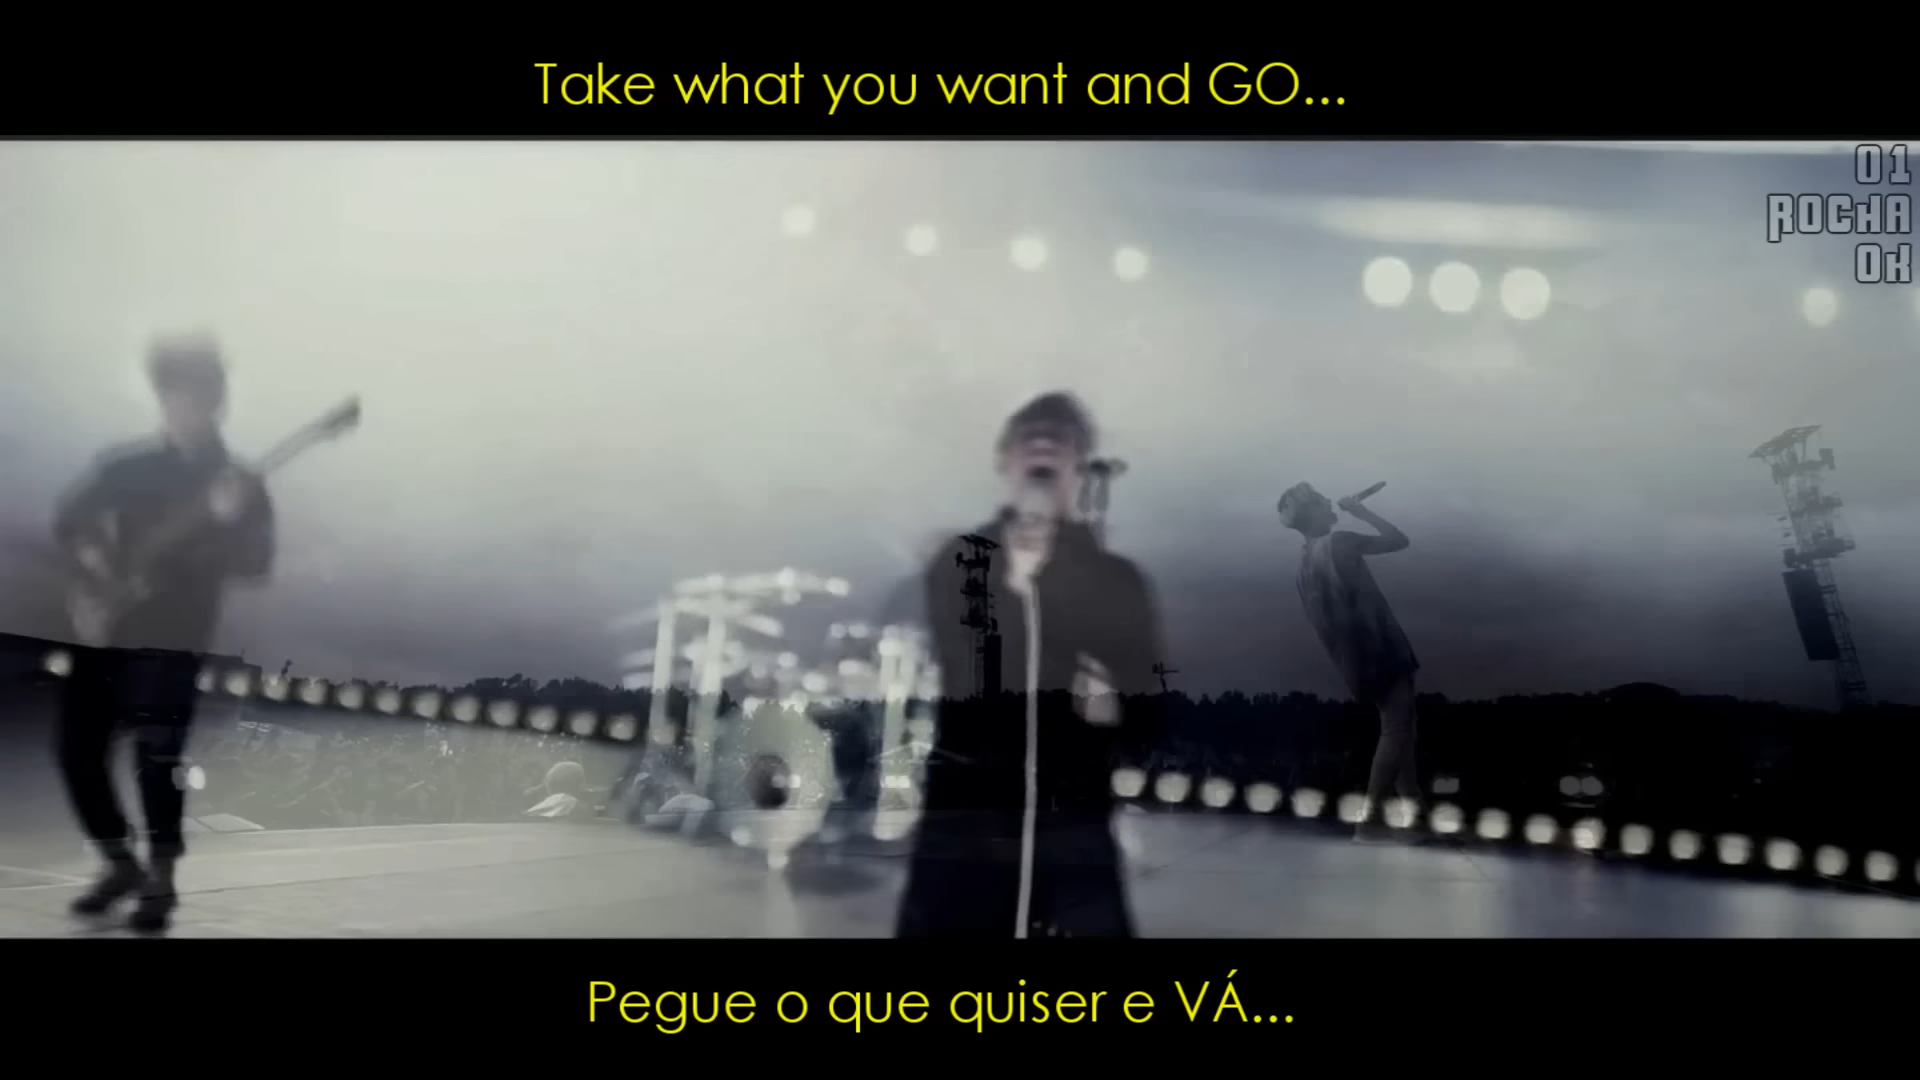 Take what you want and GO...
01
ROCHA
OK
Pegue o que quiser e VÁ...